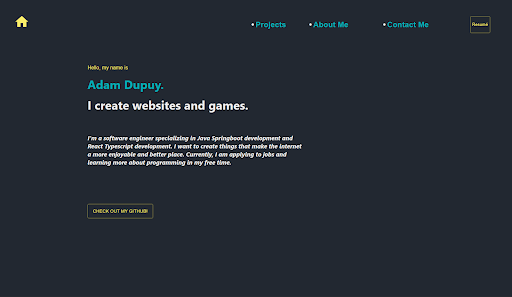 • Projects • About Me • Contact Me Resumé
Hello, my name is
Adam Dupuy.
I create websites and games.
I'm a software engineer specializing in Java Springboot development and
React Typescript development. I want to create things that make the internet
a more enjoyable and better place. Currently, I am applying to jobs and
learning more about programming in my free time.
CHECK OUT MY GITHUB!